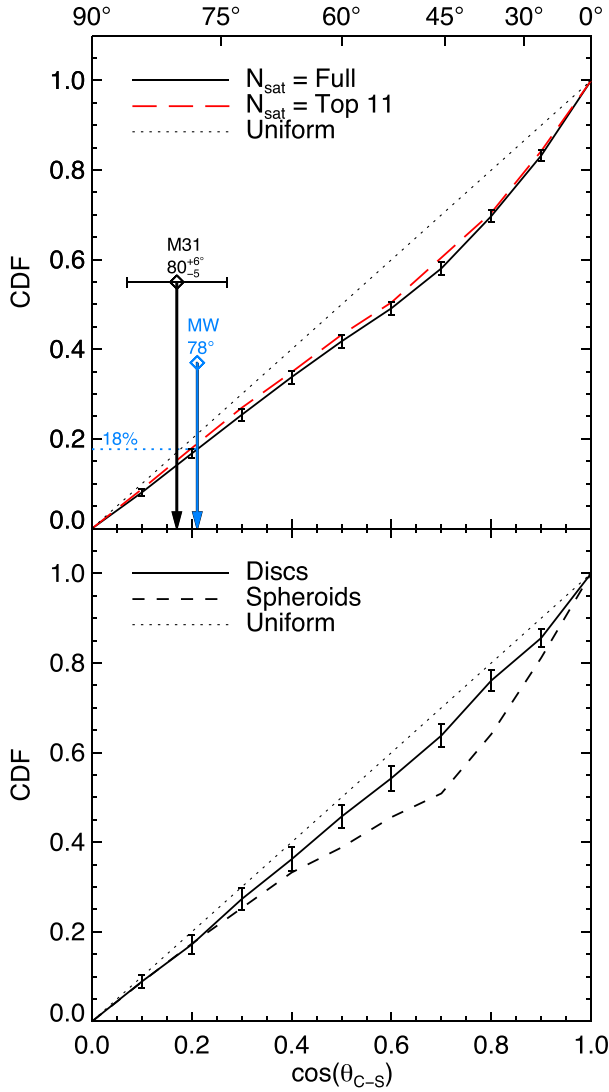 90° 75° 60° 45° 30° 0°
1.0
0.8
0.6
0.4
0.2
0.0
CDF
N_sat = Full
N_sat = Top 11
Uniform
M31
80 +6° −5
MW
78°
18%
1.0
0.8
0.6
0.4
0.2
0.0
CDF
Discs
Spheroids
Uniform
0.0 0.2 0.4 0.6 0.8 1.0
cos(θ_C−S)